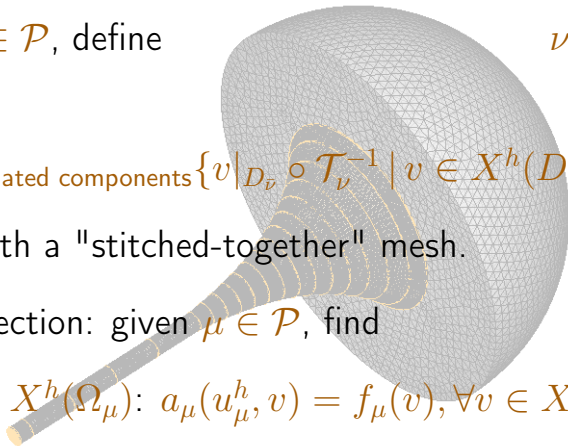 ∈ 𝒫, define ν
ated components {v|_{D_ν̄} ∘ 𝒯_ν^{-1} | v ∈ X^h(D
th a "stitched-together" mesh.
ection: given μ ∈ 𝒫, find
X^h(Ω_μ): a_μ(u_μ^h, v) = f_μ(v), ∀v ∈ X